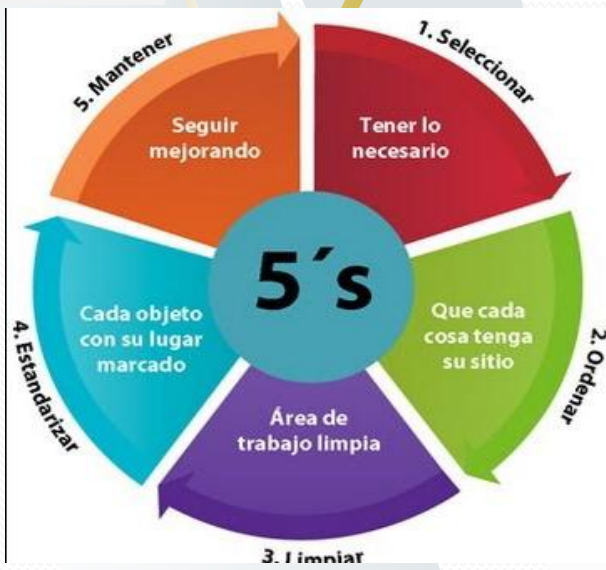 1. Seleccionar
Tener lo
necesario
2. Ordenar
Que cada
cosa tenga
su sitio
3. Limpiar
Área de
trabajo limpia
4. Estandarizar
Cada objeto
con su lugar
marcado
5. Mantener
Seguir
mejorando
5´s